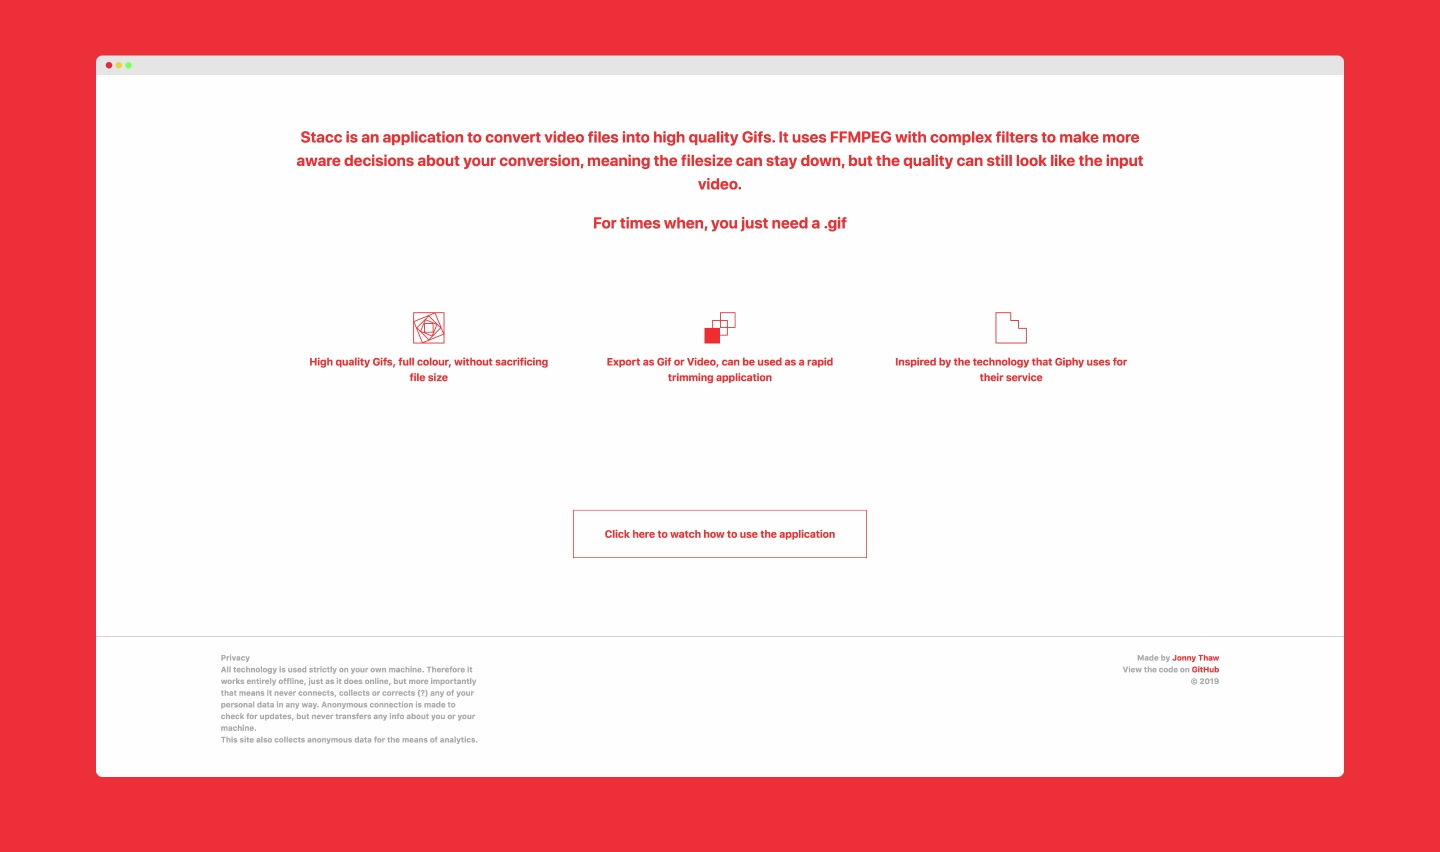 Stacc is an application to convert video files into high quality Gifs. It uses FFMPEG with complex filters to make more
aware decisions about your conversion, meaning the filesize can stay down, but the quality can still look like the input
video.
For times when, you just need a .gif
High quality Gifs, full colour, without sacrificing
file size
Export as Gif or Video, can be used as a rapid
trimming application
Inspired by the technology that Giphy uses for
their service
Click here to watch how to use the application
Privacy
All technology is used strictly on your own machine. Therefore it
works entirely offline, just as it does online, but more importantly
that means it never connects, collects or corrects (?) any of your
personal data in any way. Anonymous connection is made to
check for updates, but never transfers any info about you or your
machine.
This site also collects anonymous data for the means of analytics.
Made by Jonny Thaw
View the code on GitHub
© 2019